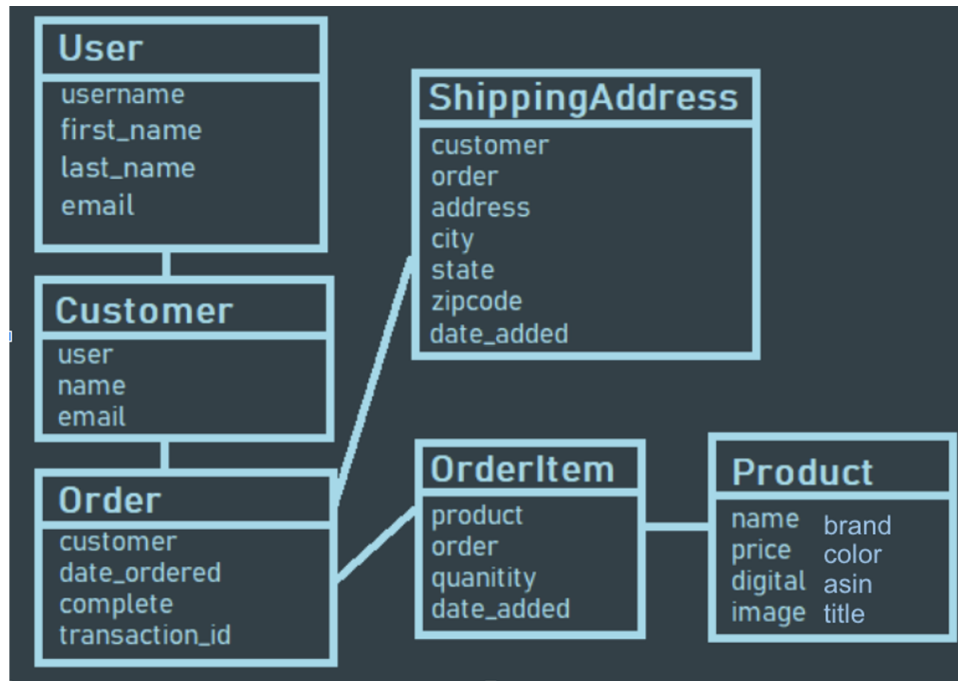 User
username
first_name
last_name
email
Customer
user
name
email
Order
customer
date_ordered
complete
transaction_id
ShippingAddress
customer
order
address
city
state
zipcode
date_added
OrderItem
product
order
quanitity
date_added
Product
name brand
price color
digital asin
image title